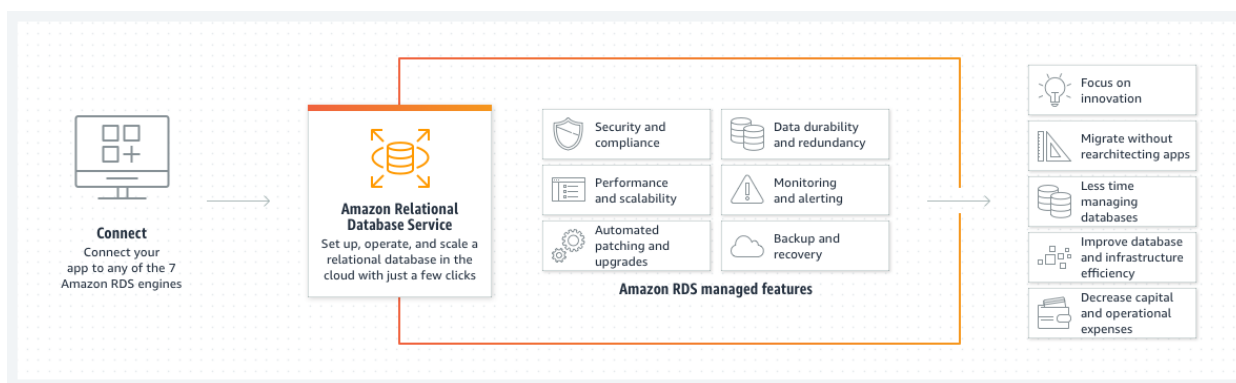 Connect
Connect your
app to any of the 7
Amazon RDS engines
Amazon Relational
Database Service
Set up, operate, and scale a
relational database in the
cloud with just a few clicks
Security and
compliance
Data durability
and redundancy
Performance
and scalability
Monitoring
and alerting
Automated
patching and
upgrades
Backup and
recovery
Amazon RDS managed features
Focus on
innovation
Migrate without
rearchitecting apps
Less time
managing
databases
Improve database
and infrastructure
efficiency
Decrease capital
and operational
expenses